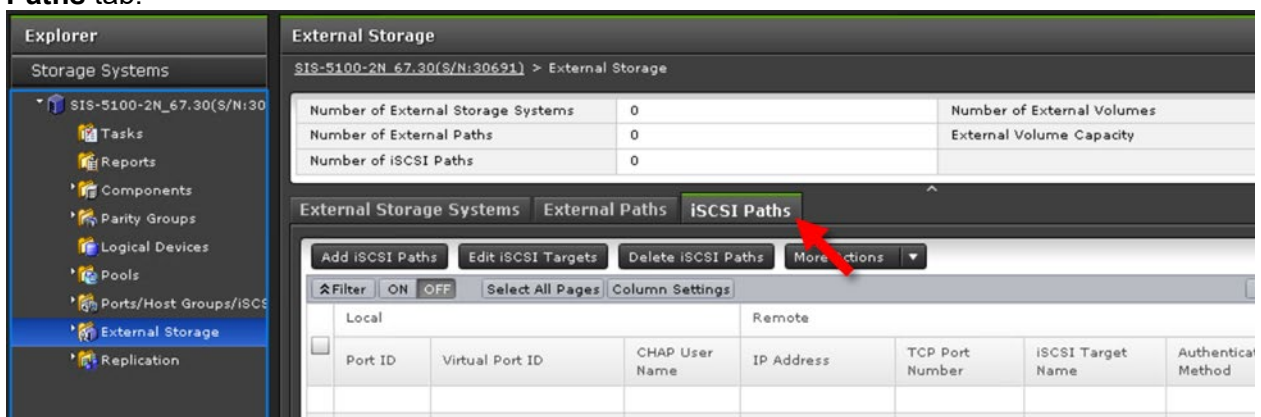 Paths tab.
Explorer
Storage Systems
SIS-5100-2N_67.30(S/N:30
Tasks
Reports
Components
Parity Groups
Logical Devices
Pools
Ports/Host Groups/iSCS
External Storage
Replication
External Storage
SIS-5100-2N_67.30(S/N:30691) > External Storage
Number of External Storage Systems 0 Number of External Volumes
Number of External Paths 0 External Volume Capacity
Number of iSCSI Paths 0
External Storage Systems External Paths iSCSI Paths
Add iSCSI Paths Edit iSCSI Targets Delete iSCSI Paths More Actions
Filter ON OFF Select All Pages Column Settings
Local Remote
Port ID Virtual Port ID CHAP User Name IP Address TCP Port Number iSCSI Target Name Authenticat Method